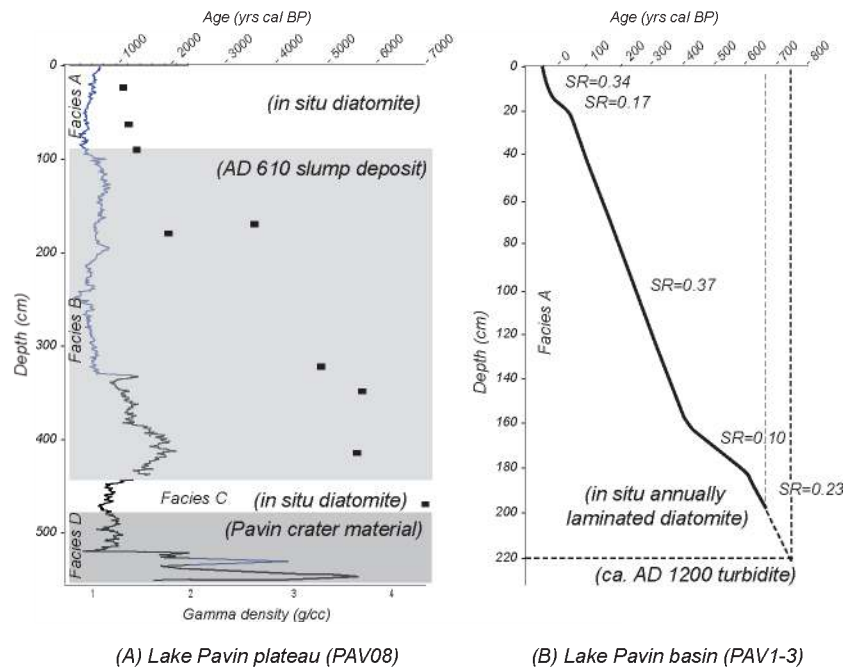 Age (yrs cal BP)
1000
2000
3000
4000
5000
6000
7000
0
100
200
300
400
500
Depth (cm)
Facies A
Facies B
Facies C
Facies D
(in situ diatomite)
(AD 610 slump deposit)
(in situ diatomite)
(Pavin crater material)
1
2
3
4
Gamma density (g/cc)
(A) Lake Pavin plateau (PAV08)
Age (yrs cal BP)
0
100
200
300
400
500
600
700
800
0
20
40
60
80
100
120
140
160
180
200
220
Depth (cm)
Facies A
SR=0.34
SR=0.17
SR=0.37
SR=0.10
SR=0.23
(in situ annually
laminated diatomite)
(ca. AD 1200 turbidite)
(B) Lake Pavin basin (PAV1-3)